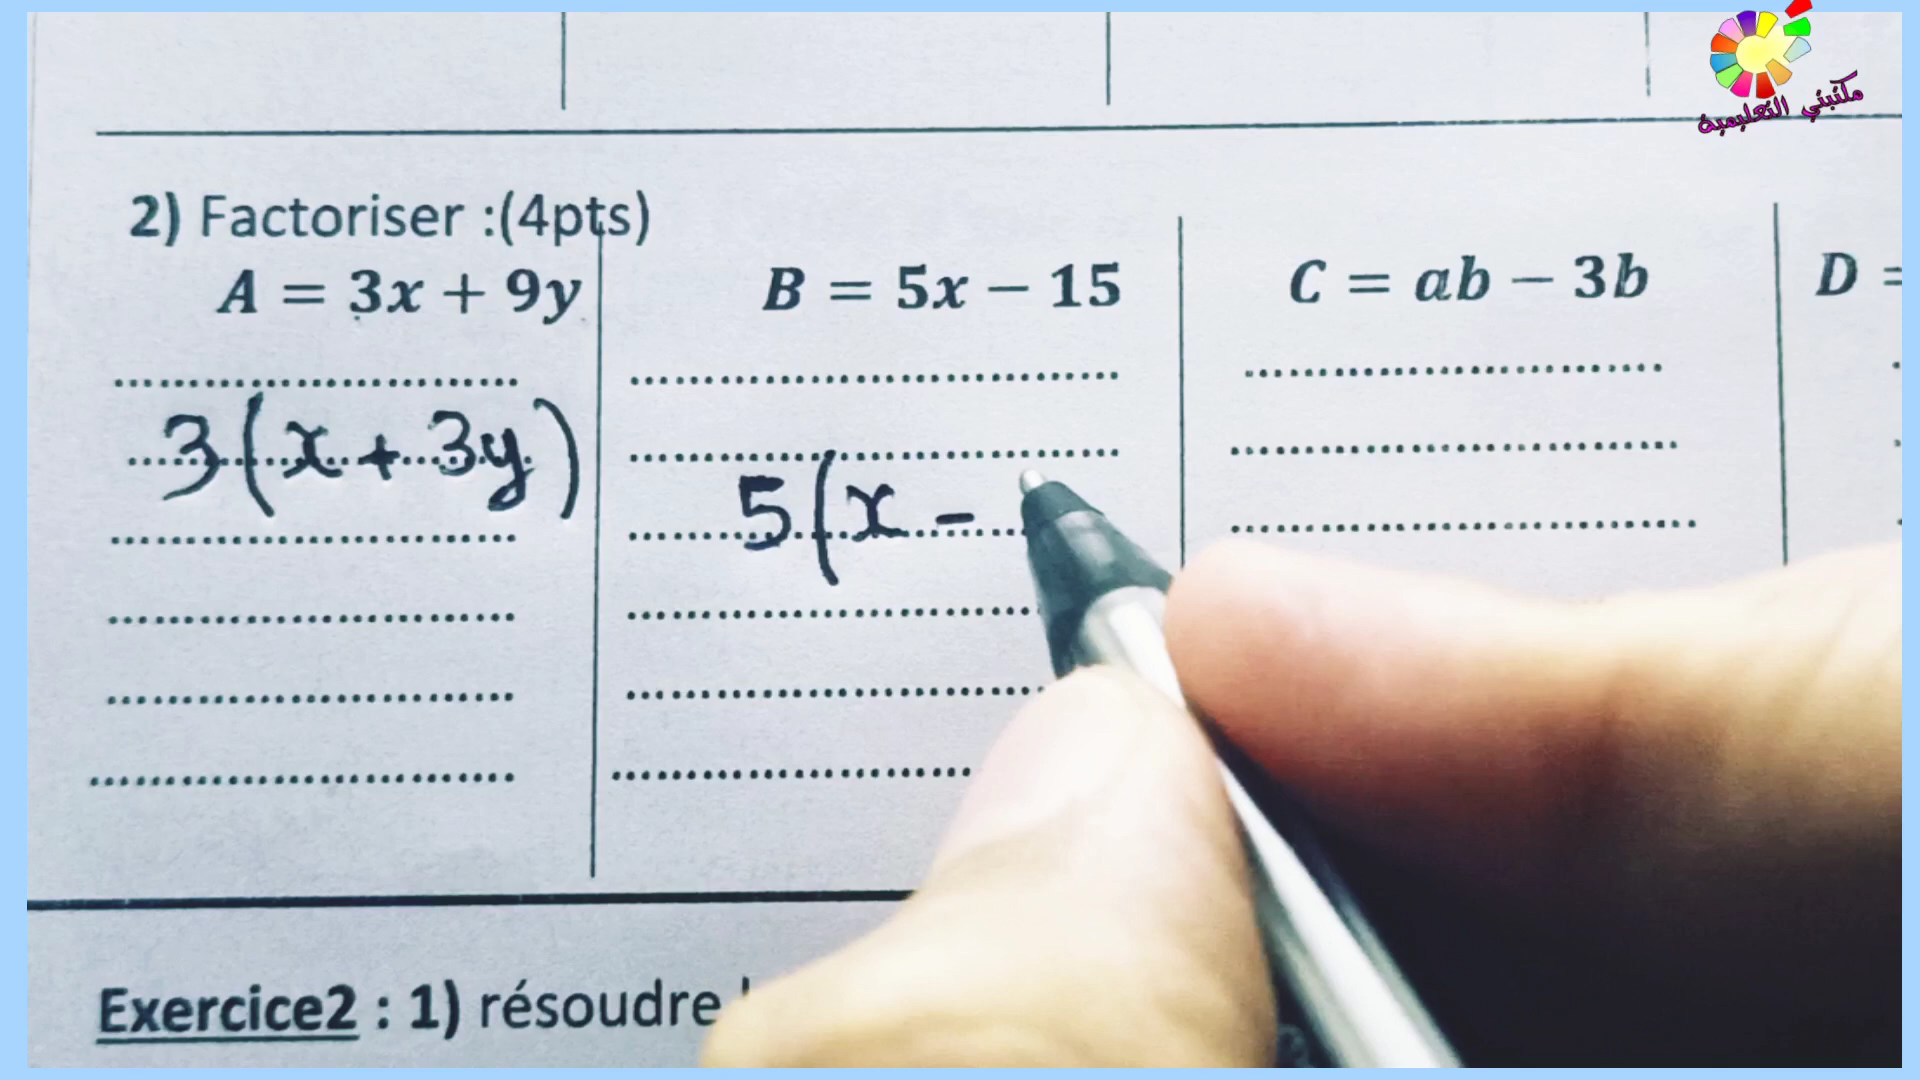 مكتبتي التعليمية
2) Factoriser :(4pts)
A = 3x + 9y
B = 5x − 15
C = ab − 3b
D =
3(x + 3y)
5(x −
Exercice2 : 1) résoudre